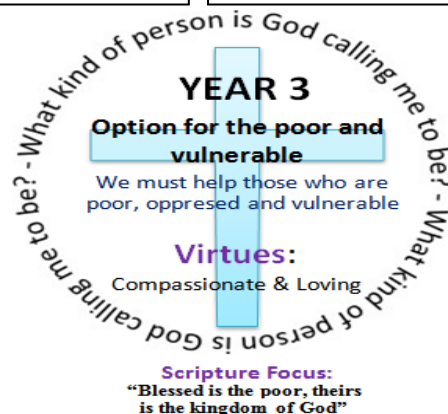 What kind of person is God calling me to be? - What kind of person is God calling me to be? -
YEAR 3
Option for the poor and
vulnerable
We must help those who are
poor, oppresed and vulnerable
Virtues:
Compassionate & Loving
Scripture Focus:
“Blessed is the poor, theirs
is the kingdom of God”